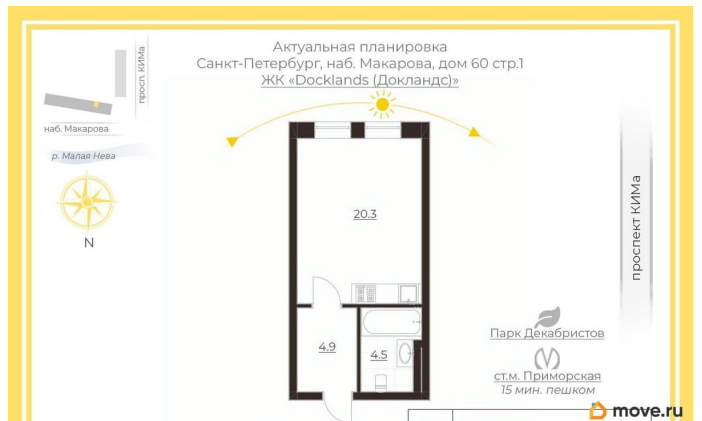 Актуальная планировка
Санкт-Петербург, наб. Макарова, дом 60 стр.1
ЖК «Docklands (Докландс)»
просп. КИМа
наб. Макарова
р. Малая Нева
N
20.3
4.9
4.5
проспект КИМа
Парк Декабристов
ст.м. Приморская
15 мин. пешком
move.ru